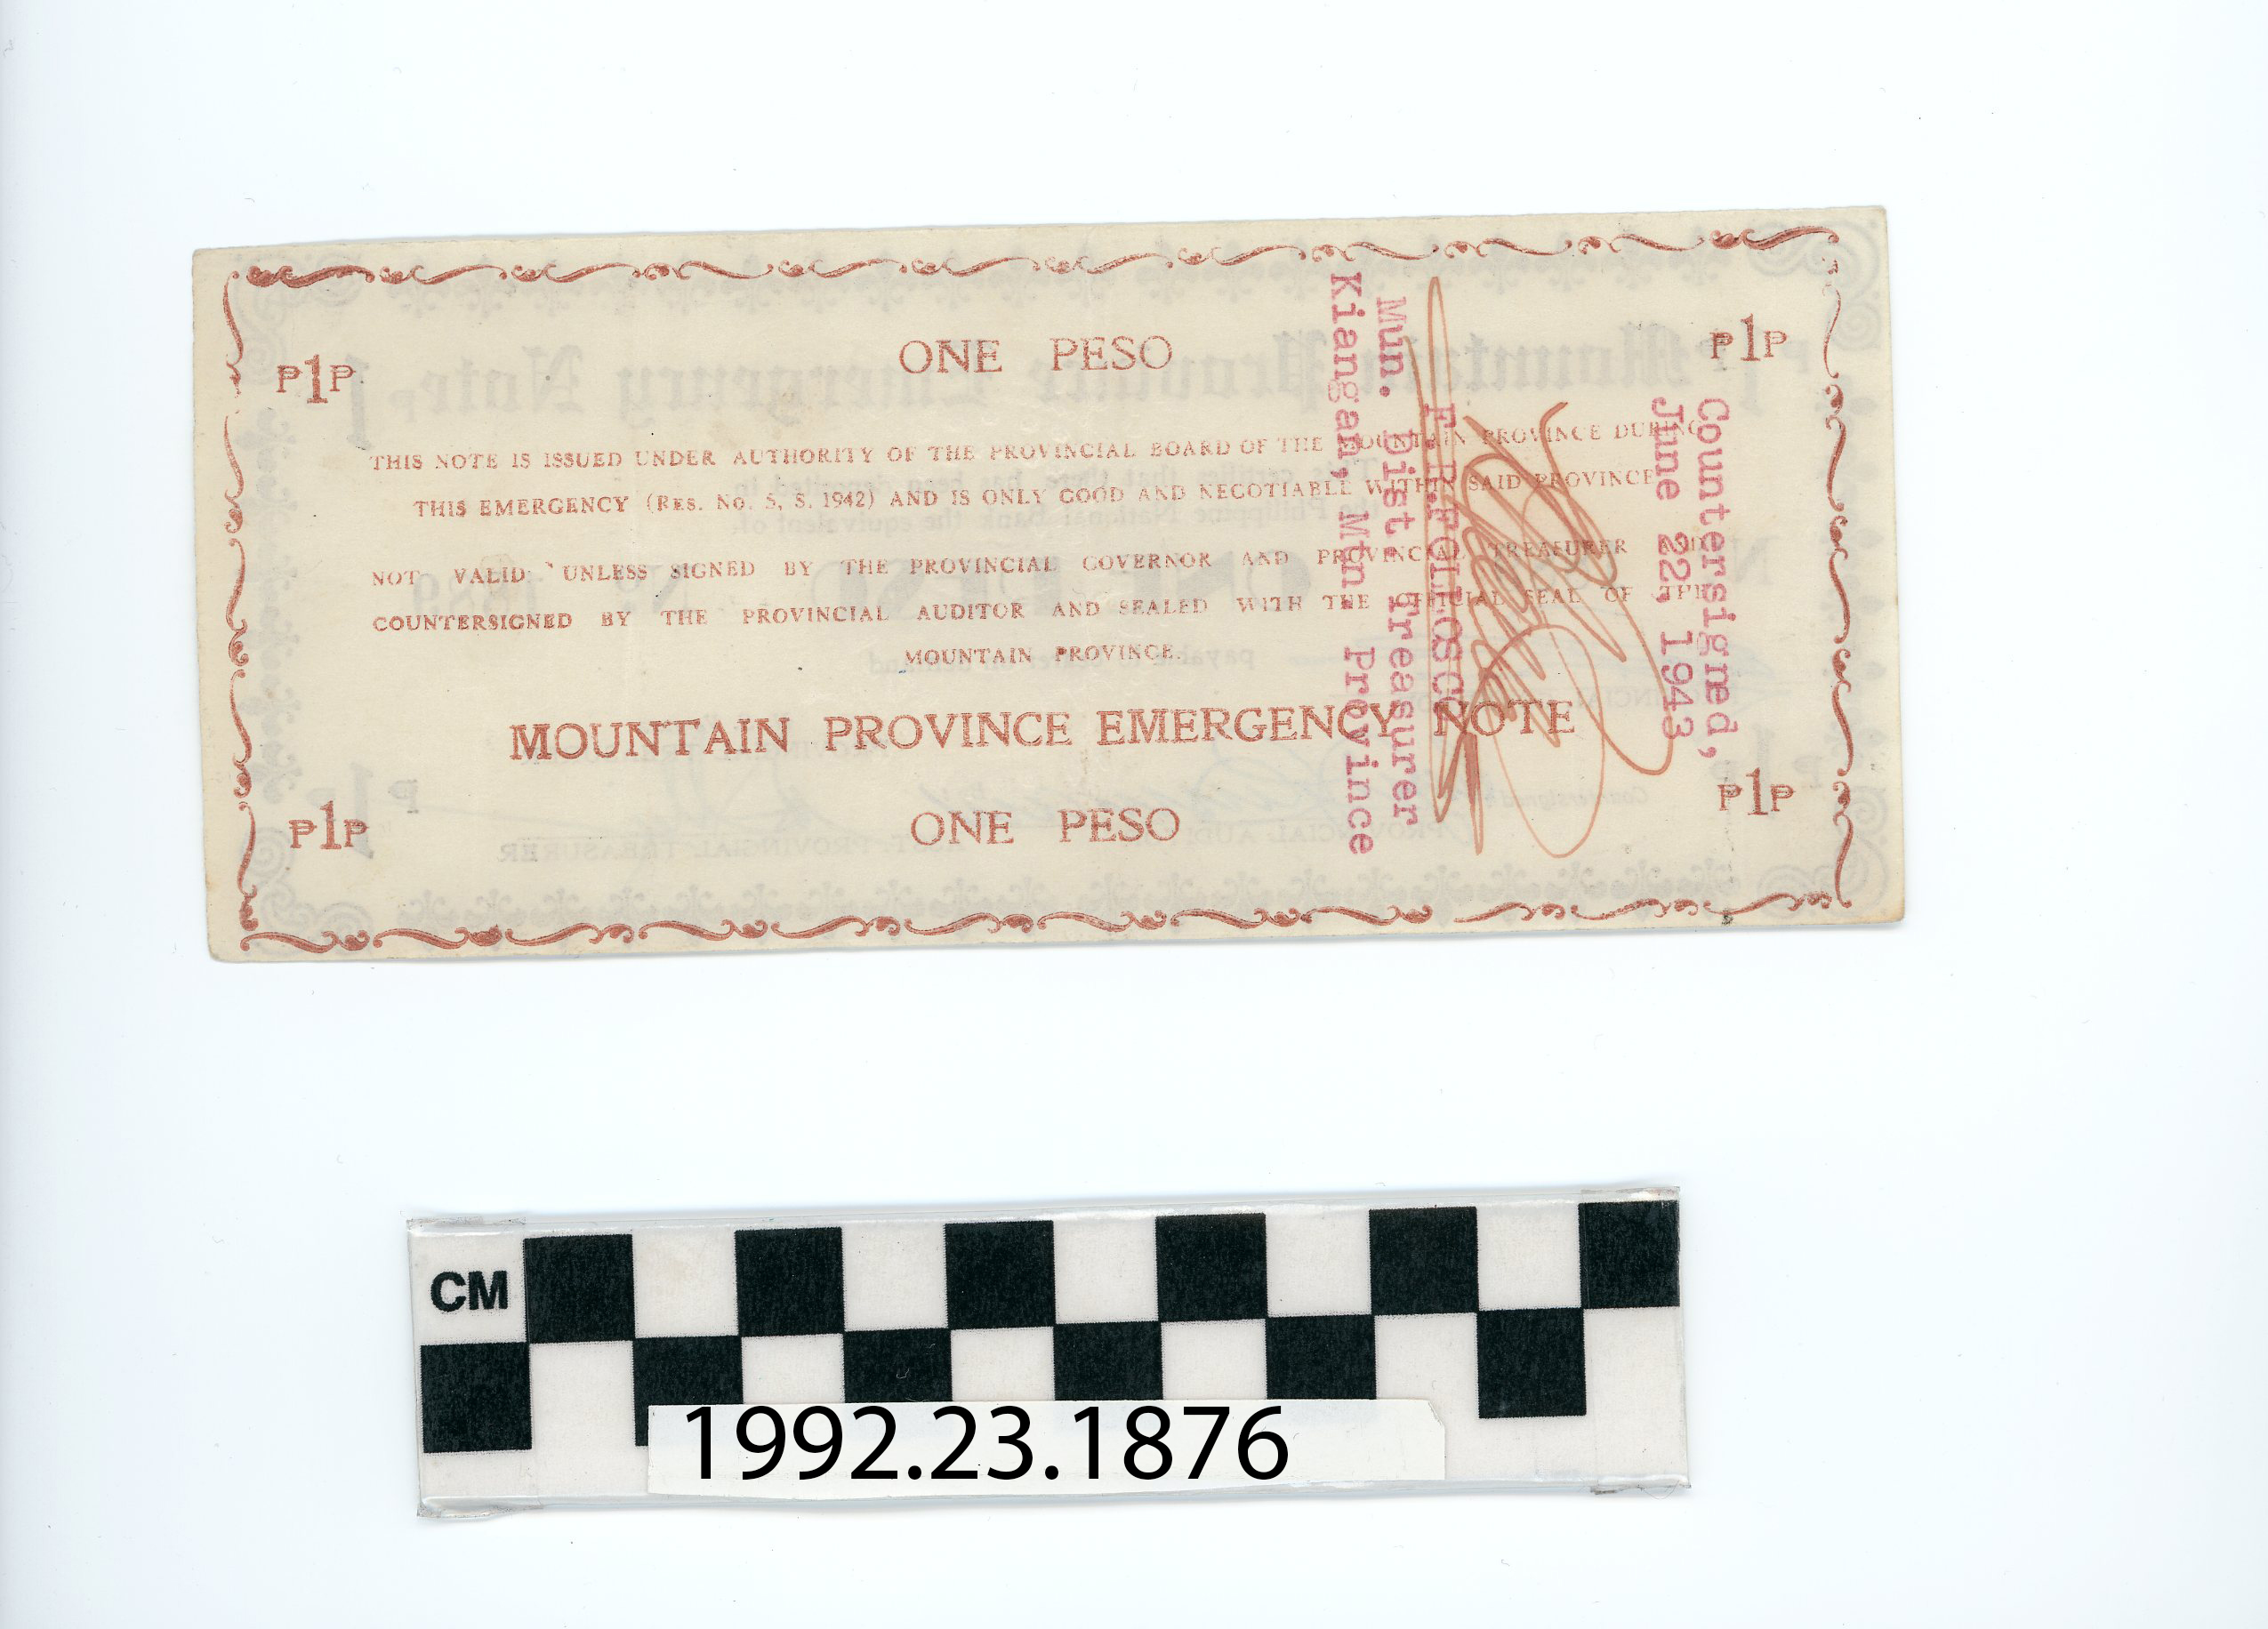 P1P ONE PESO P1P
THIS NOTE IS ISSUED UNDER AUTHORITY OF THE PROVINCIAL BOARD OF THE MOUNTAIN PROVINCE DURING
THIS EMERGENCY (RES. NO. 5, S. 1942) AND IS ONLY GOOD AND NEGOTIABLE WITHIN SAID PROVINCE
NOT VALID UNLESS SIGNED BY THE PROVINCIAL GOVERNOR AND PROVINCIAL TREASURER
COUNTERSIGNED BY THE PROVINCIAL AUDITOR AND SEALED WITH THE OFFICIAL SEAL OF THE
MOUNTAIN PROVINCE.
MOUNTAIN PROVINCE EMERGENCY NOTE
P1P ONE PESO P1P
Countersigned,
June 22, 1943
Mun. Dist. Treasurer
Kiangan, Mtn. Province
CM
1992.23.1876